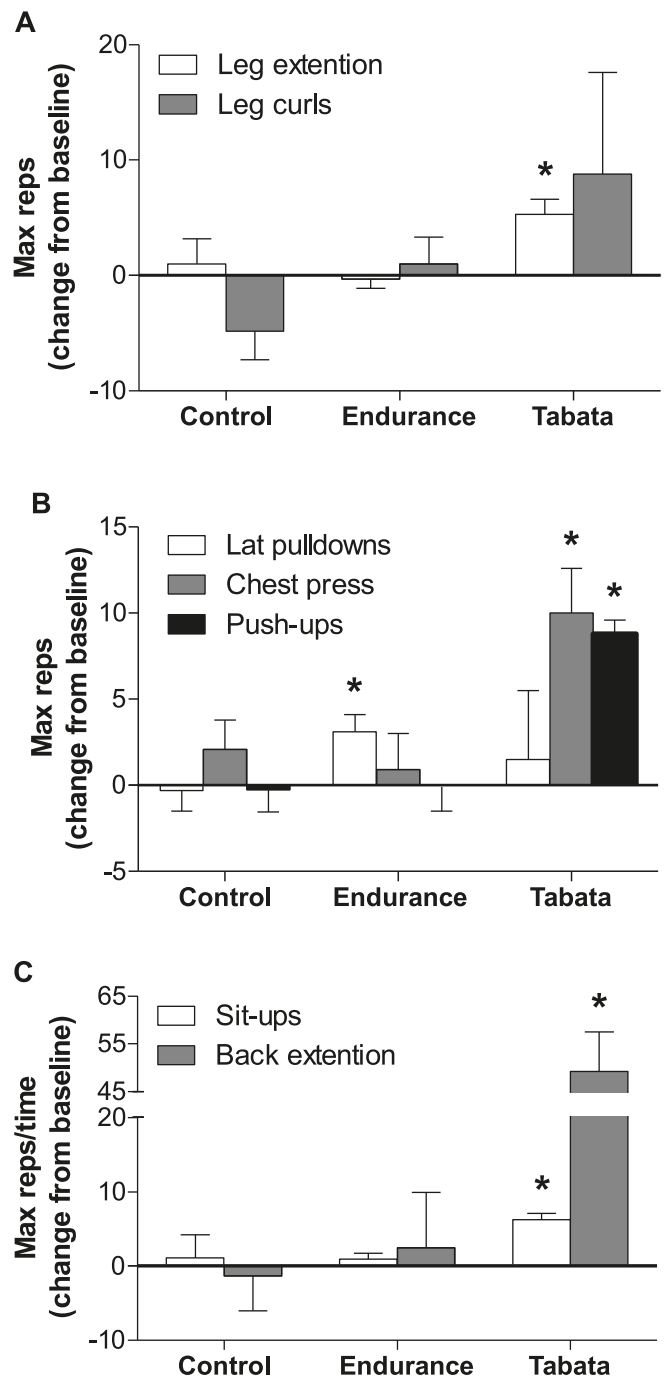 A
Max reps
(change from baseline)
20
10
0
-10
Leg extention
Leg curls
*
Control Endurance Tabata
B
Max reps
(change from baseline)
15
10
5
0
-5
Lat pulldowns
Chest press
Push-ups
*
*
*
Control Endurance Tabata
C
Max reps/time
(change from baseline)
65
55
45
20
10
0
-10
Sit-ups
Back extention
*
*
Control Endurance Tabata